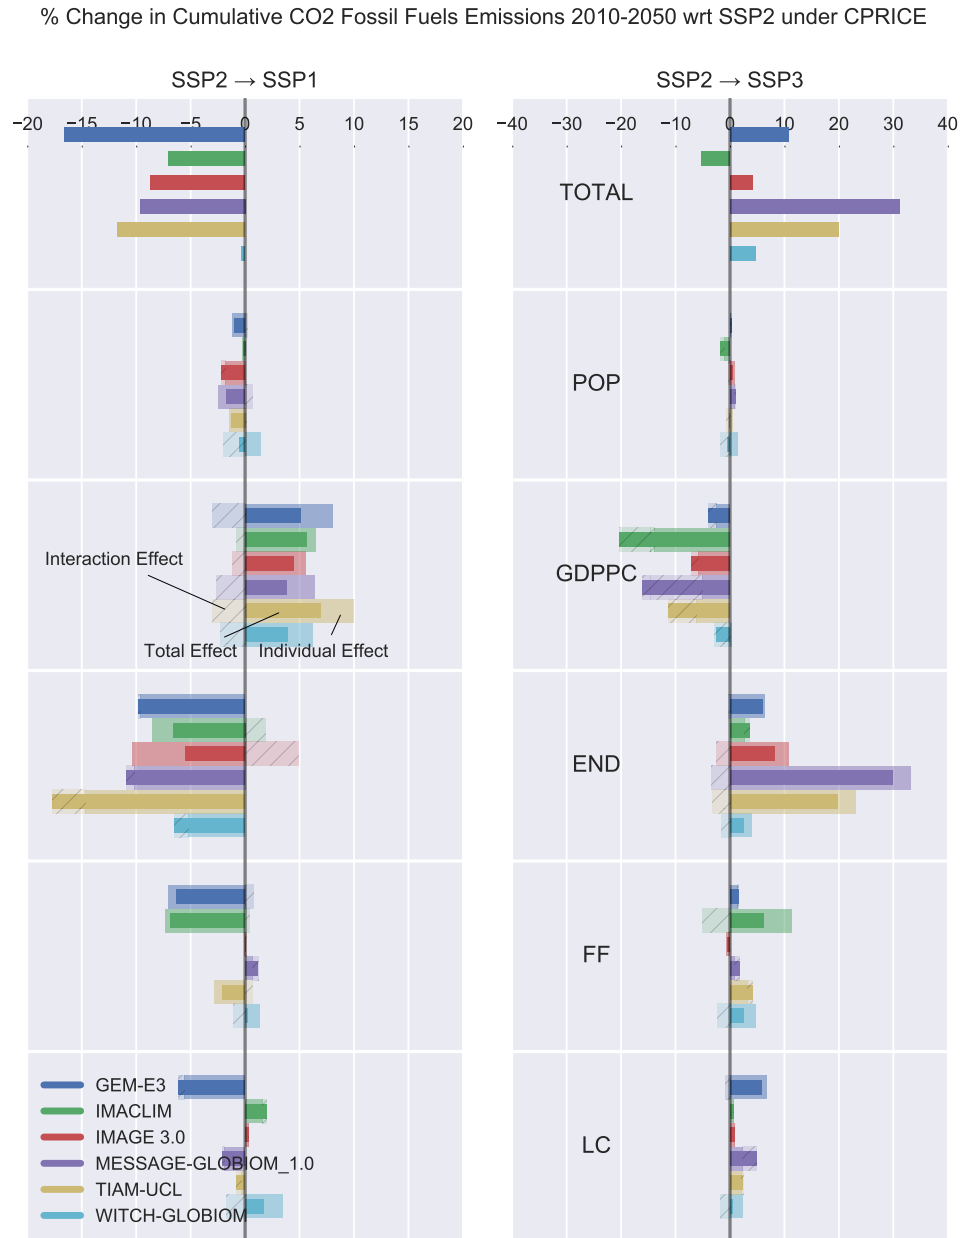 % Change in Cumulative CO2 Fossil Fuels Emissions 2010-2050 wrt SSP2 under CPRICE
SSP2 → SSP1
SSP2 → SSP3
−20 −15 −10 −5 0 5 10 15 20
−40 −30 −20 −10 0 10 20 30 40
TOTAL
POP
Interaction Effect
GDPPC
Total Effect
Individual Effect
END
FF
GEM-E3
IMACLIM
IMAGE 3.0
LC
MESSAGE-GLOBIOM_1.0
TIAM-UCL
WITCH-GLOBIOM